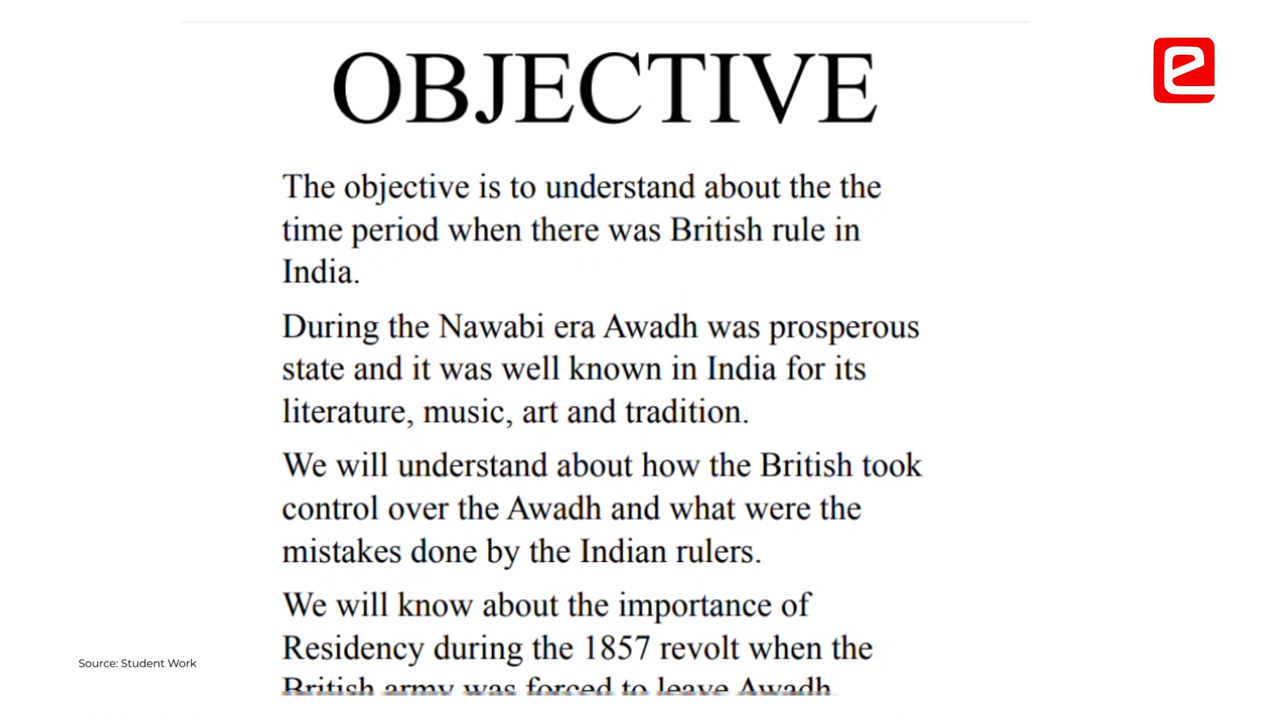 OBJECTIVE
The objective is to understand about the the
time period when there was British rule in
India.
During the Nawabi era Awadh was prosperous
state and it was well known in India for its
literature, music, art and tradition.
We will understand about how the British took
control over the Awadh and what were the
mistakes done by the Indian rulers.
We will know about the importance of
Residency during the 1857 revolt when the
British army was forced to leave Awadh
Source: Student Work
e